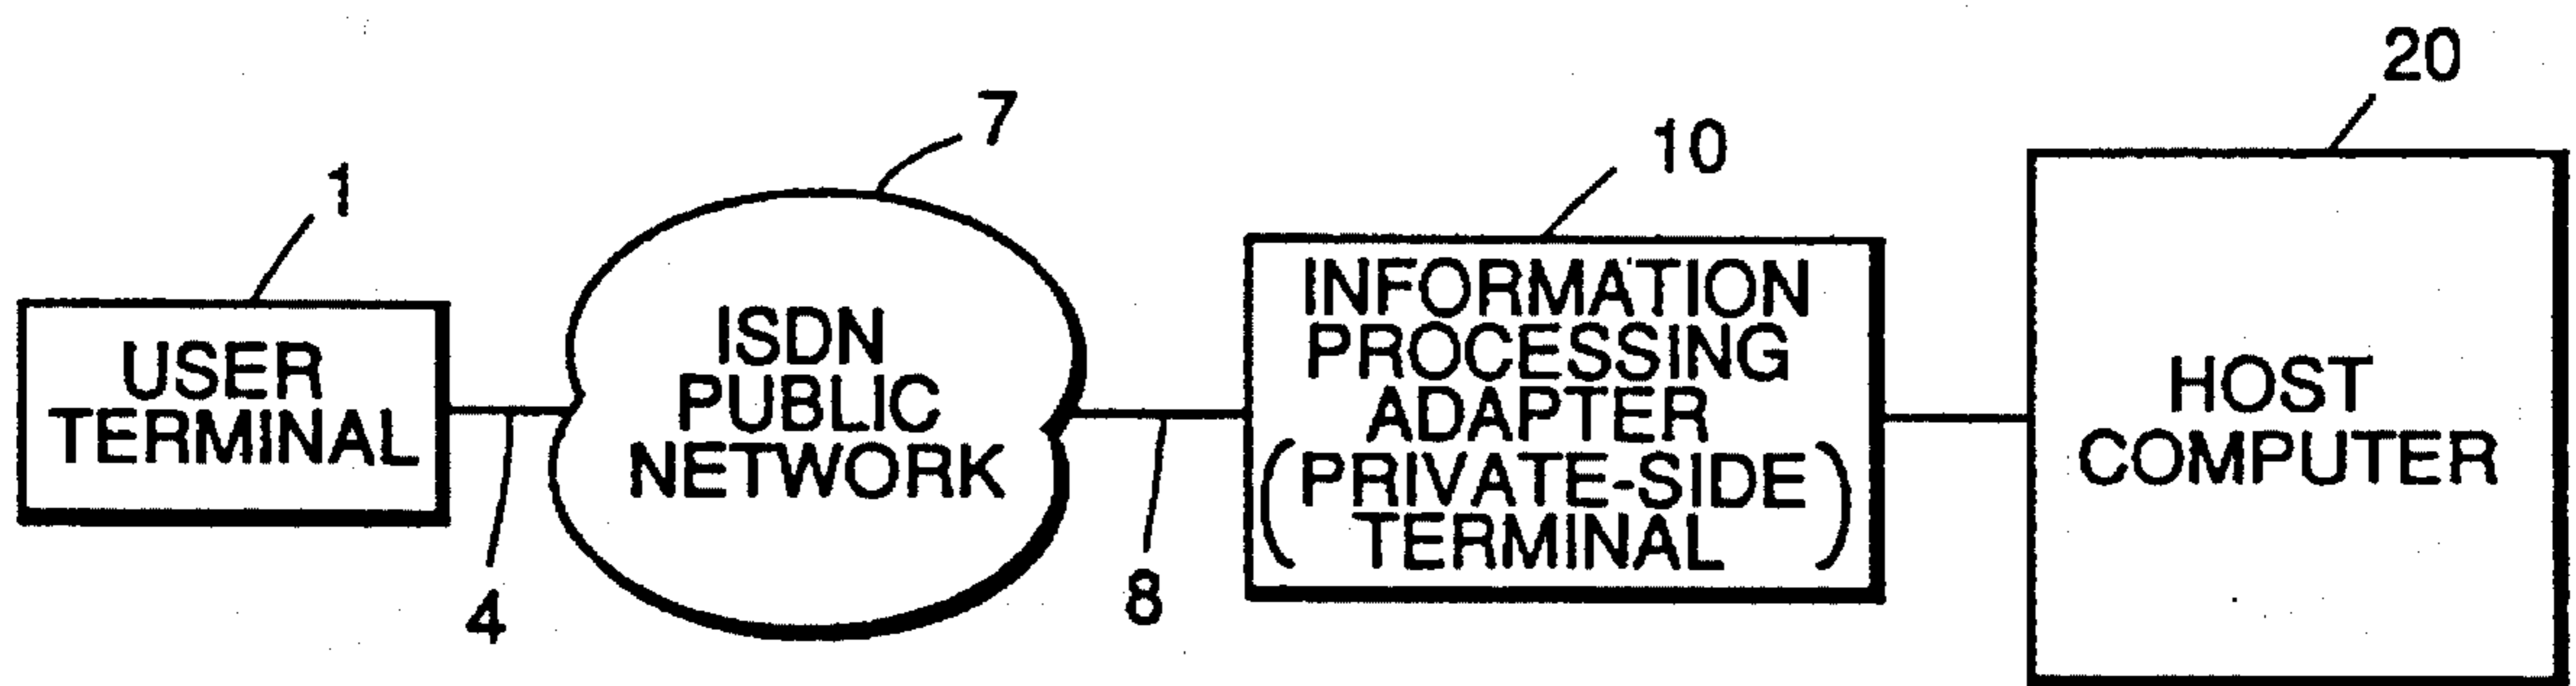 20
7
10
1
USER
TERMINAL
ISDN
PUBLIC
NETWORK
INFORMATION
PROCESSING
ADAPTER
(PRIVATE-SIDE
TERMINAL)
HOST
COMPUTER
4
8